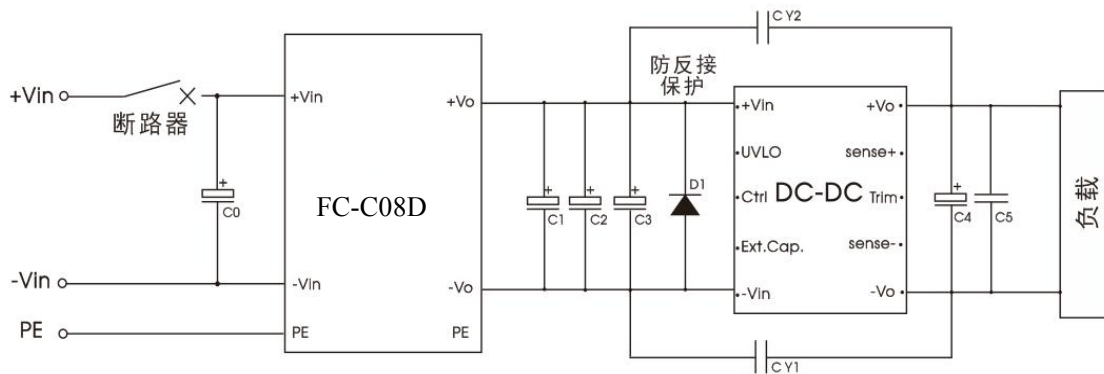 CY2
防反接
保护
+Vin
断路器
+Vin
+Vo
+Vin
+Vo
UVLO
sense+
C0
FC-C08D
C1
C2
C3
D1
Ctrl
DC-DC
Trim
C4
C5
负载
Ext.Cap.
sense-
-Vin
-Vin
-Vo
-Vin
-Vo
PE
PE
PE
CY1